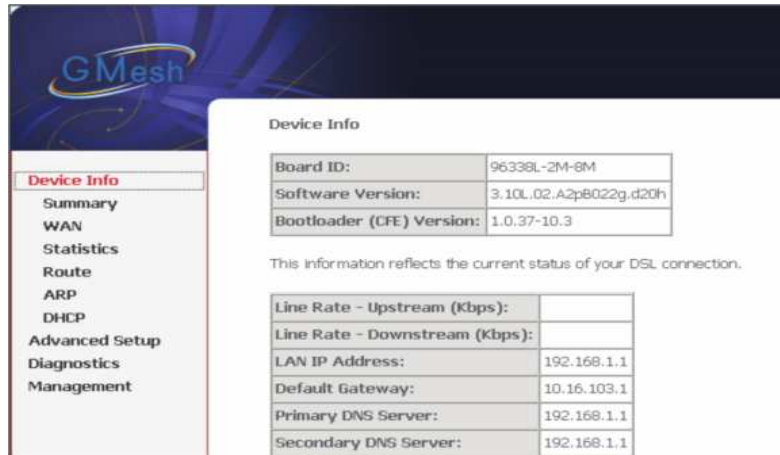 GMesh
Device Info
Summary
WAN
Statistics
Route
ARP
DHCP
Advanced Setup
Diagnostics
Management
Device Info
Board ID: 96338L-2M-8M
Software Version: 3.10L.02.A2pB022g.d20h
Bootloader (CFE) Version: 1.0.37-10.3
This information reflects the current status of your DSL connection.
Line Rate - Upstream (Kbps):
Line Rate - Downstream (Kbps):
LAN IP Address: 192.168.1.1
Default Gateway: 10.16.103.1
Primary DNS Server: 192.168.1.1
Secondary DNS Server: 192.168.1.1